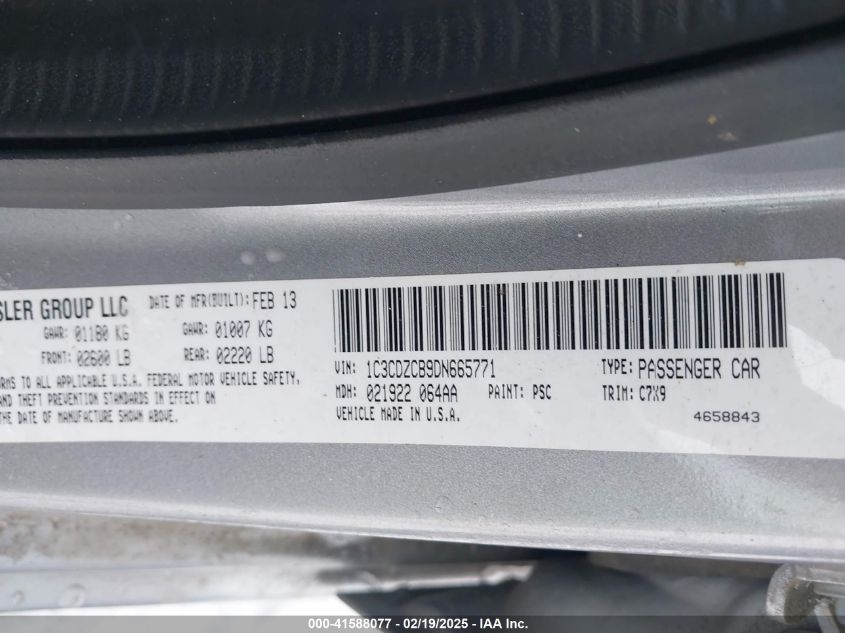 SLER GROUP LLC DATE OF MFR(BUILT): FEB 13
GAWR: 01180 KG GAWR: 01007 KG
FRONT: 02600 LB REAR: 02220 LB
RMS TO ALL APPLICABLE U.S.A. FEDERAL MOTOR VEHICLE SAFETY,
AND THEFT PREVENTION STANDARDS IN EFFECT ON
THE DATE OF MANUFACTURE SHOWN ABOVE.
VIN: 1C3CDZCB9DN665771 TYPE: PASSENGER CAR
MDH: 021922 064AA PAINT: PSC TRIM: C7X9
VEHICLE MADE IN U.S.A.
4658843
000-41588077 - 02/19/2025 - IAA Inc.